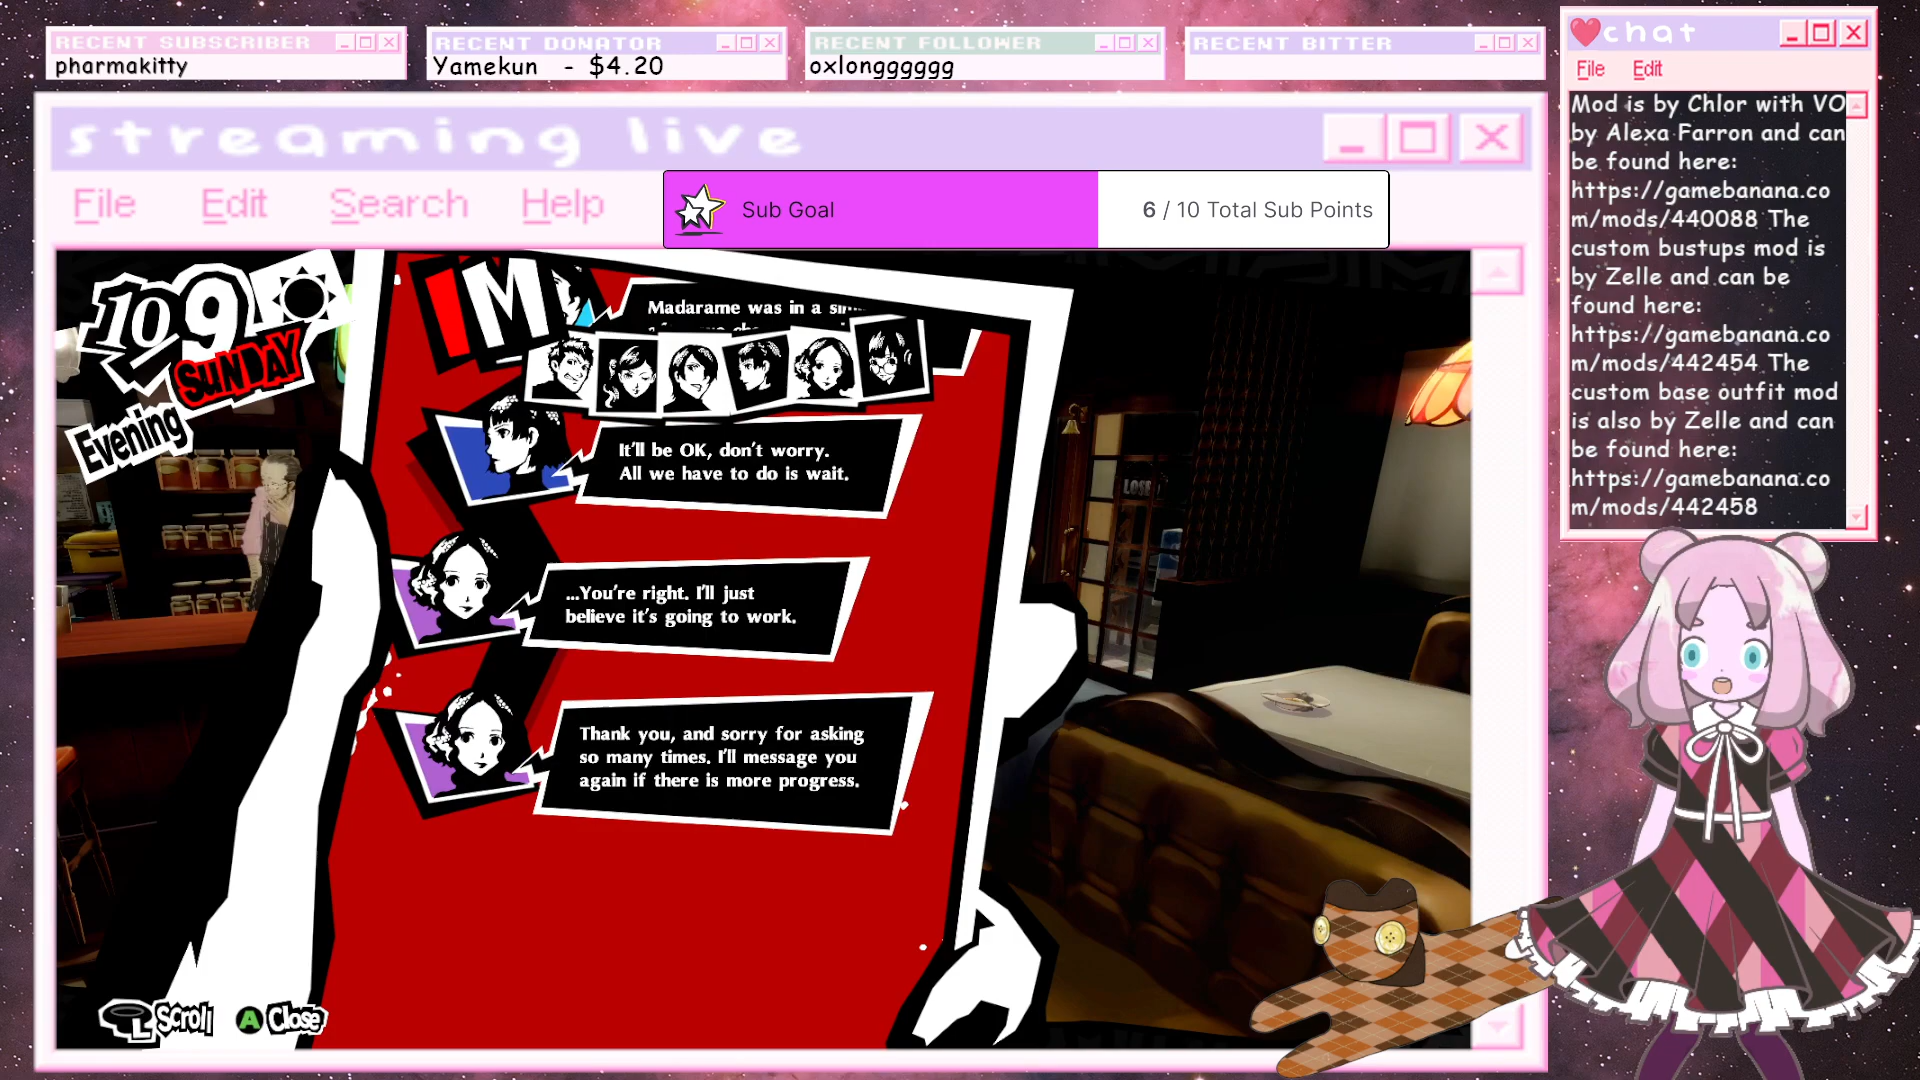 RECENT SUBSCRIBER
pharmakitty
RECENT DONATOR
Yamekun - $4.20
RECENT FOLLOWER
oxlongggggg
RECENT BITTER
chat
File Edit
Mod is by Chlor with VO
by Alexa Farron and can
be found here:
https://gamebanana.co
m/mods/440088 The
custom bustups mod is
by Zelle and can be
found here:
https://gamebanana.co
m/mods/442454 The
custom base outfit mod
is also by Zelle and can
be found here:
https://gamebanana.co
m/mods/442458
streaming live
File Edit Search Help
Sub Goal
6 / 10 Total Sub Points
10/9
SUNDAY
Evening
IM
Madarame was in a
It'll be OK, don't worry.
All we have to do is wait.
...You're right. I'll just
believe it's going to work.
Thank you, and sorry for asking
so many times. I'll message you
again if there is more progress.
L Scroll A Close